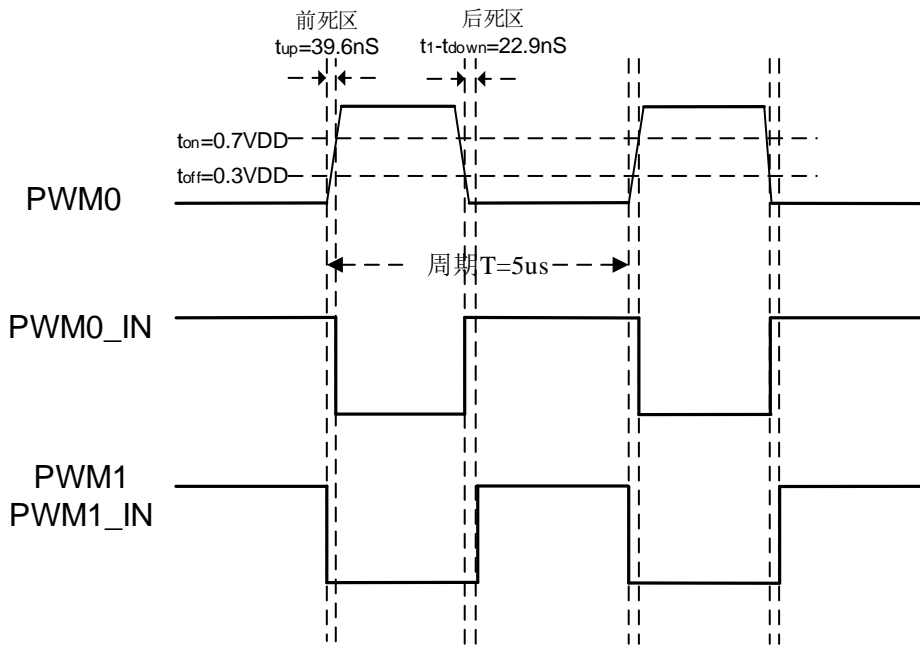 前死区
tup=39.6nS
后死区
t1-tdown=22.9nS
ton=0.7VDD
toff=0.3VDD
PWM0
周期T=5us
PWM0_IN
PWM1
PWM1_IN